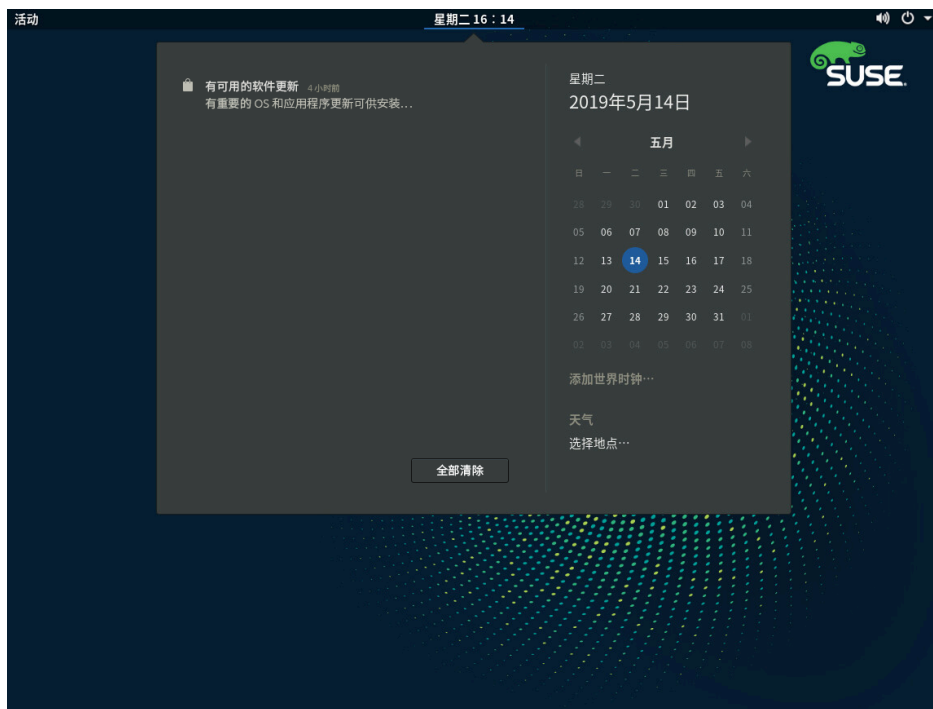 活动
星期二 16：14
SUSE.
有可用的软件更新 4 小时前
有重要的 OS 和应用程序更新可供安装…
星期二
2019年5月14日
五月
日 一 二 三 四 五 六
28 29 30 01 02 03 04
05 06 07 08 09 10 11
12 13 14 15 16 17 18
19 20 21 22 23 24 25
26 27 28 29 30 31 01
02 03 04 05 06 07 08
添加世界时钟…
天气
选择地点…
全部清除